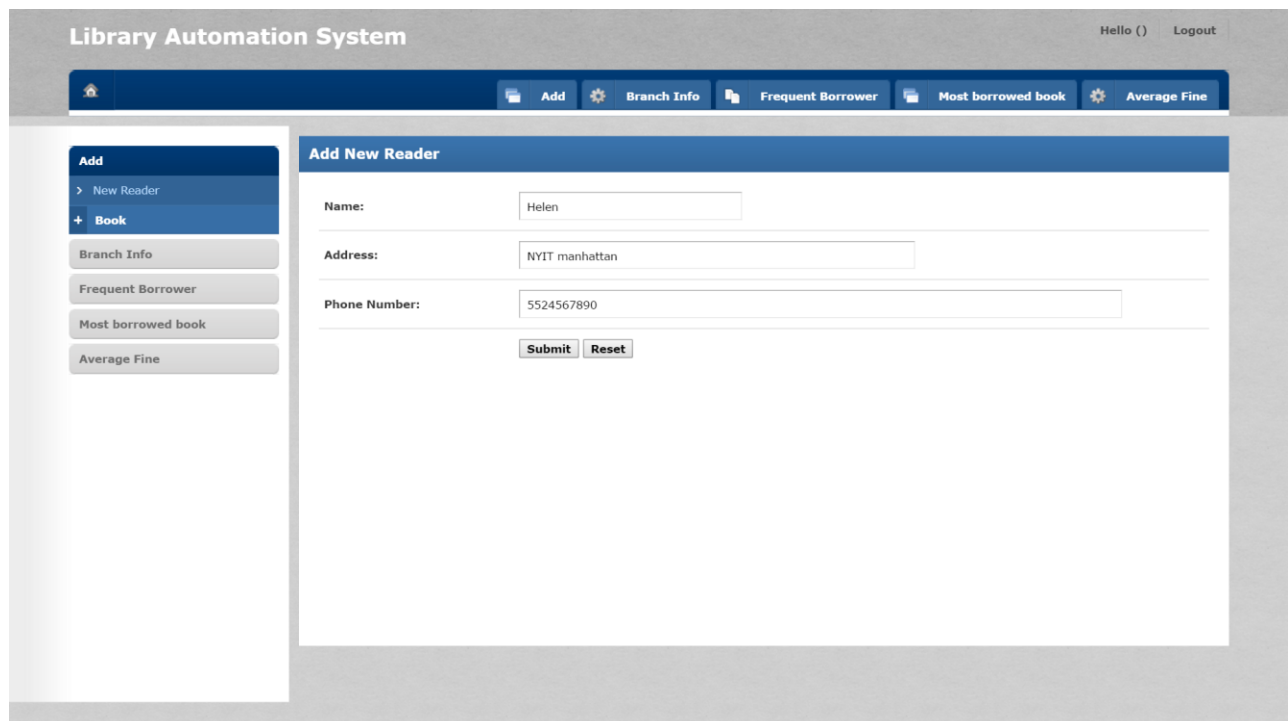 Library Automation System
Hello () Logout
Add Branch Info Frequent Borrower Most borrowed book Average Fine
Add
> New Reader
+ Book
Branch Info
Frequent Borrower
Most borrowed book
Average Fine
Add New Reader
Name: Helen
Address: NYIT manhattan
Phone Number: 5524567890
Submit Reset